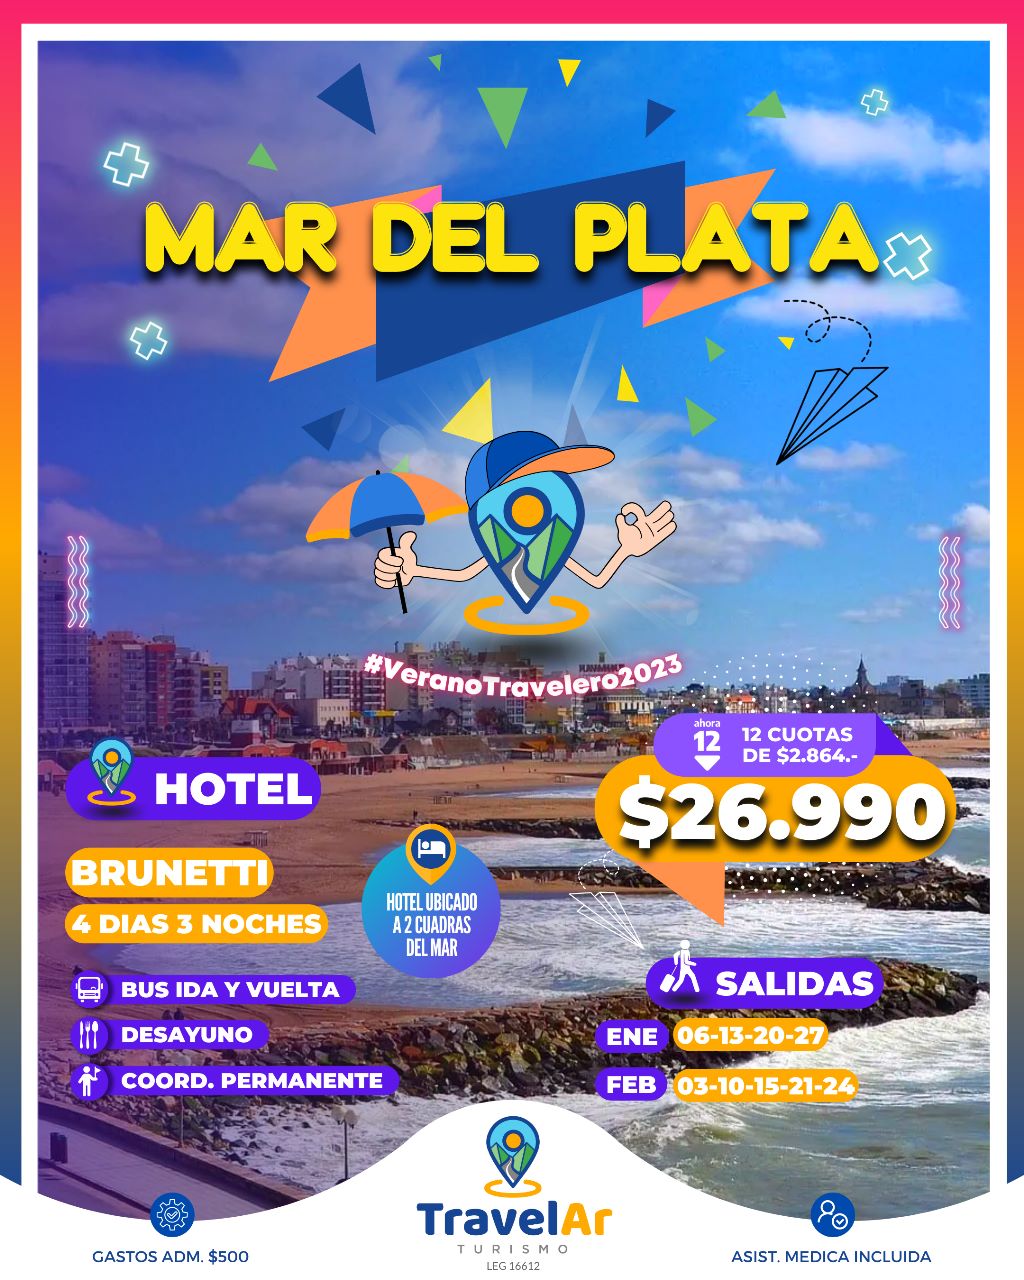 MAR DEL PLATA
#VeranoTravelero2023
ahora
12
12 CUOTAS
DE $2.864.-
$26.990
HOTEL
BRUNETTI
4 DIAS 3 NOCHES
HOTEL UBICADO
A 2 CUADRAS
DEL MAR
BUS IDA Y VUELTA
DESAYUNO
COORD. PERMANENTE
SALIDAS
ENE 06-13-20-27
FEB 03-10-15-21-24
TravelAr
TURISMO
LEG 16612
GASTOS ADM. $500
ASIST. MEDICA INCLUIDA